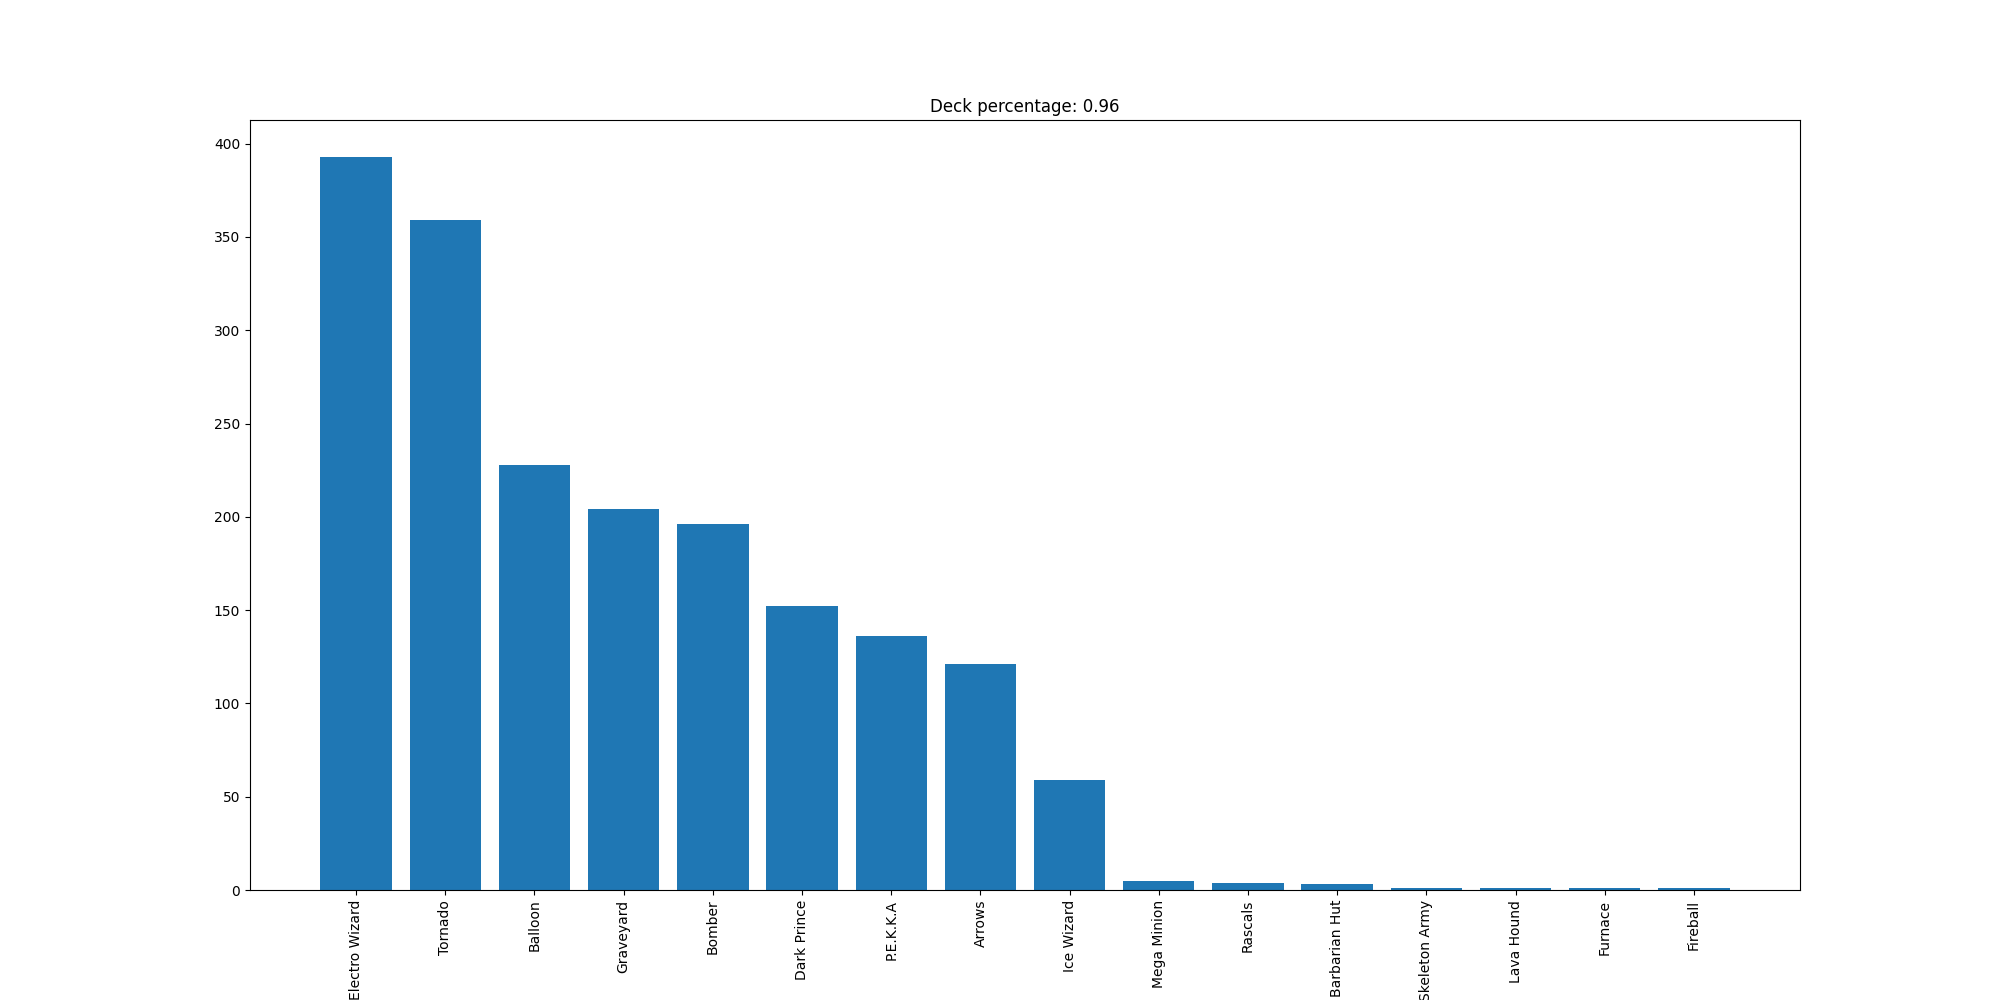 Deck percentage: 0.96
400
350
300
250
200
150
100
50
0
Electro Wizard
Tornado
Balloon
Graveyard
Bomber
Dark Prince
P.E.K.K.A
Arrows
Ice Wizard
Mega Minion
Rascals
Barbarian Hut
Skeleton Army
Lava Hound
Furnace
Fireball